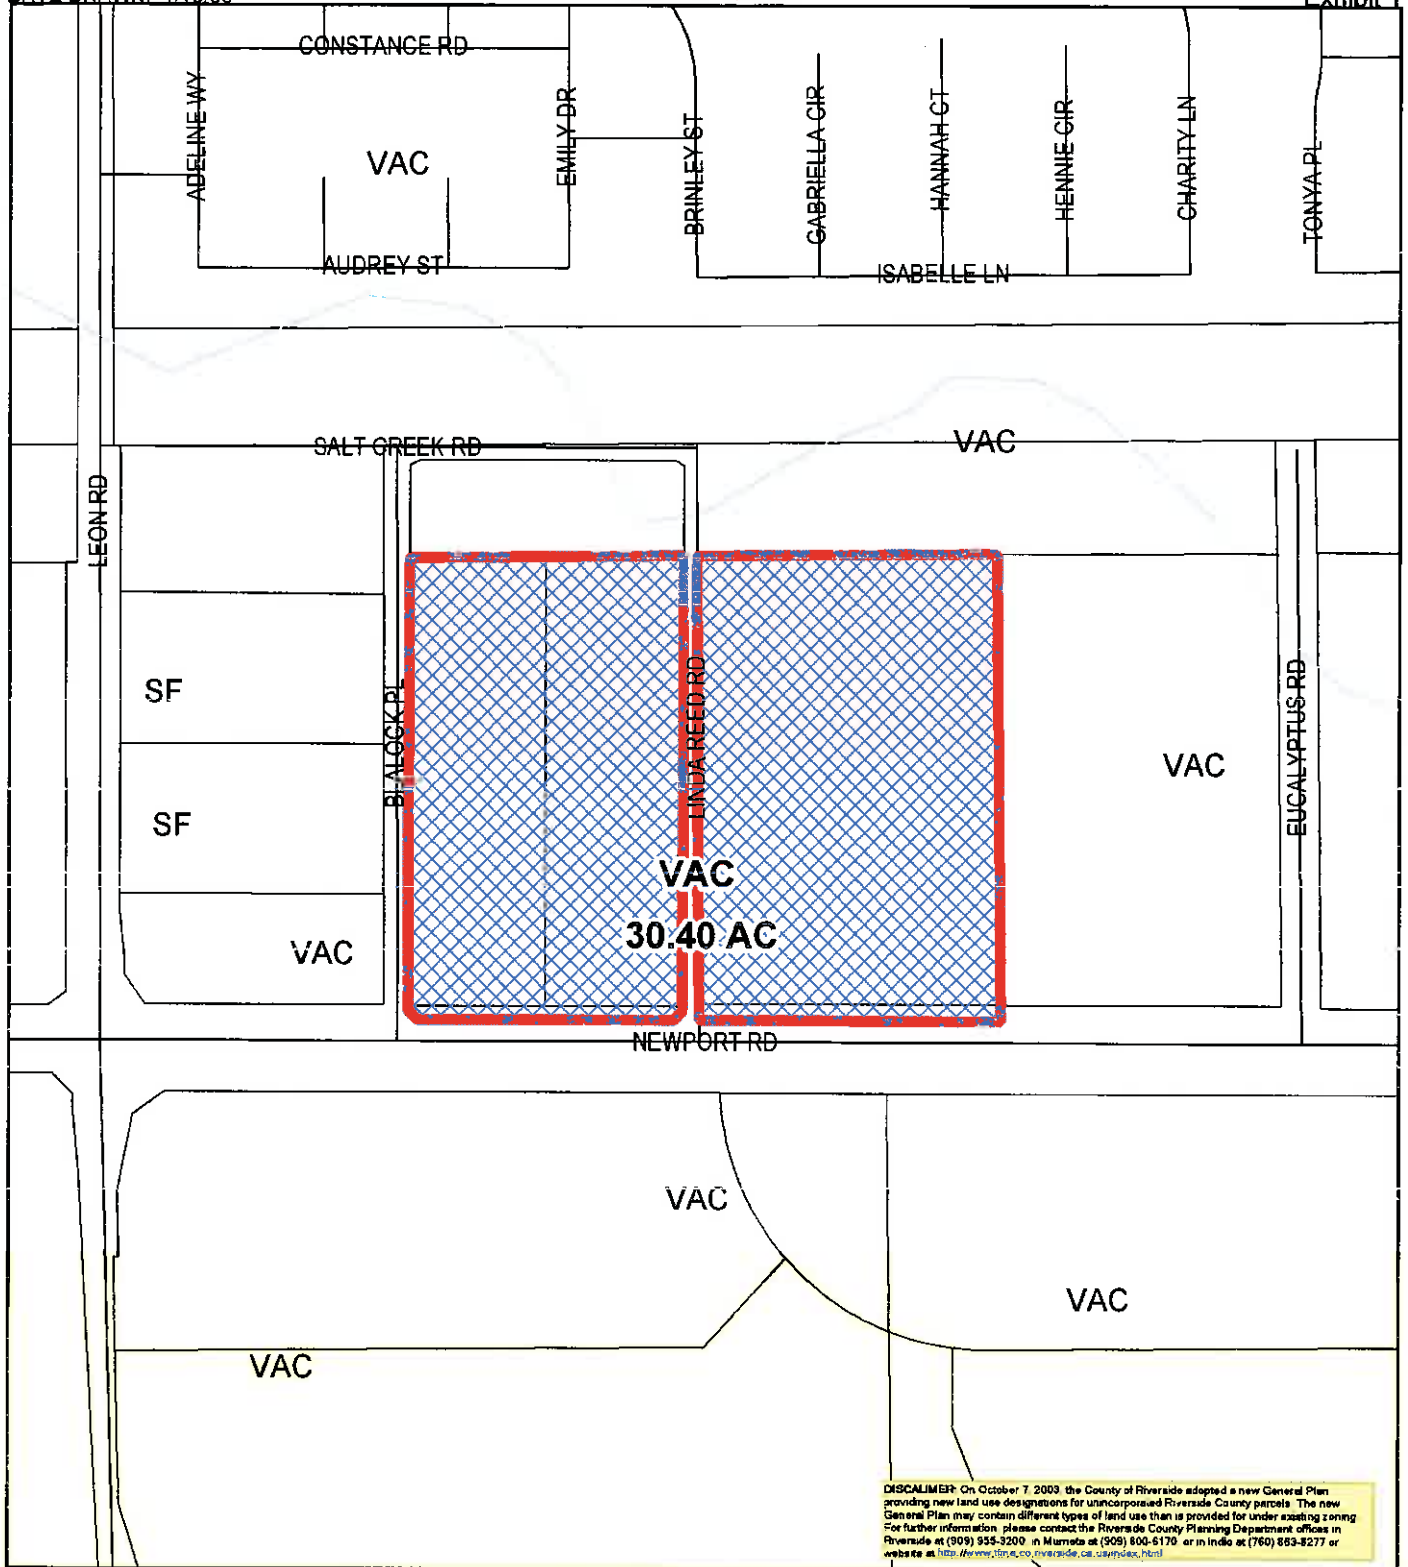 CONSTANCE RD
ADELINE WY
EMILY DR
VAC
BRINLEY ST
GABRIELLA CIR
HANNAH CT
HENNIE CIR
CHARITY LN
TONYA PL
AUDREY ST
ISABELLE LN
SALT CREEK RD
VAC
LEON RD
SF
BLALOCK PL
LINDA REED RD
EUCALYPTUS RD
VAC
SF
VAC
30.40 AC
VAC
NEWPORT RD
VAC
VAC
VAC
DISCALIMER: On October 7, 2003, the County of Riverside adopted a new General Plan
providing new land use designations for unincorporated Riverside County parcels. The new
General Plan may contain different types of land use than is provided for under existing zoning
For further information, please contact the Riverside County Planning Department offices in
Riverside at (909) 955-3200, in Murrieta at (909) 600-6170, or in Indio at (760) 863-8277 or
website at